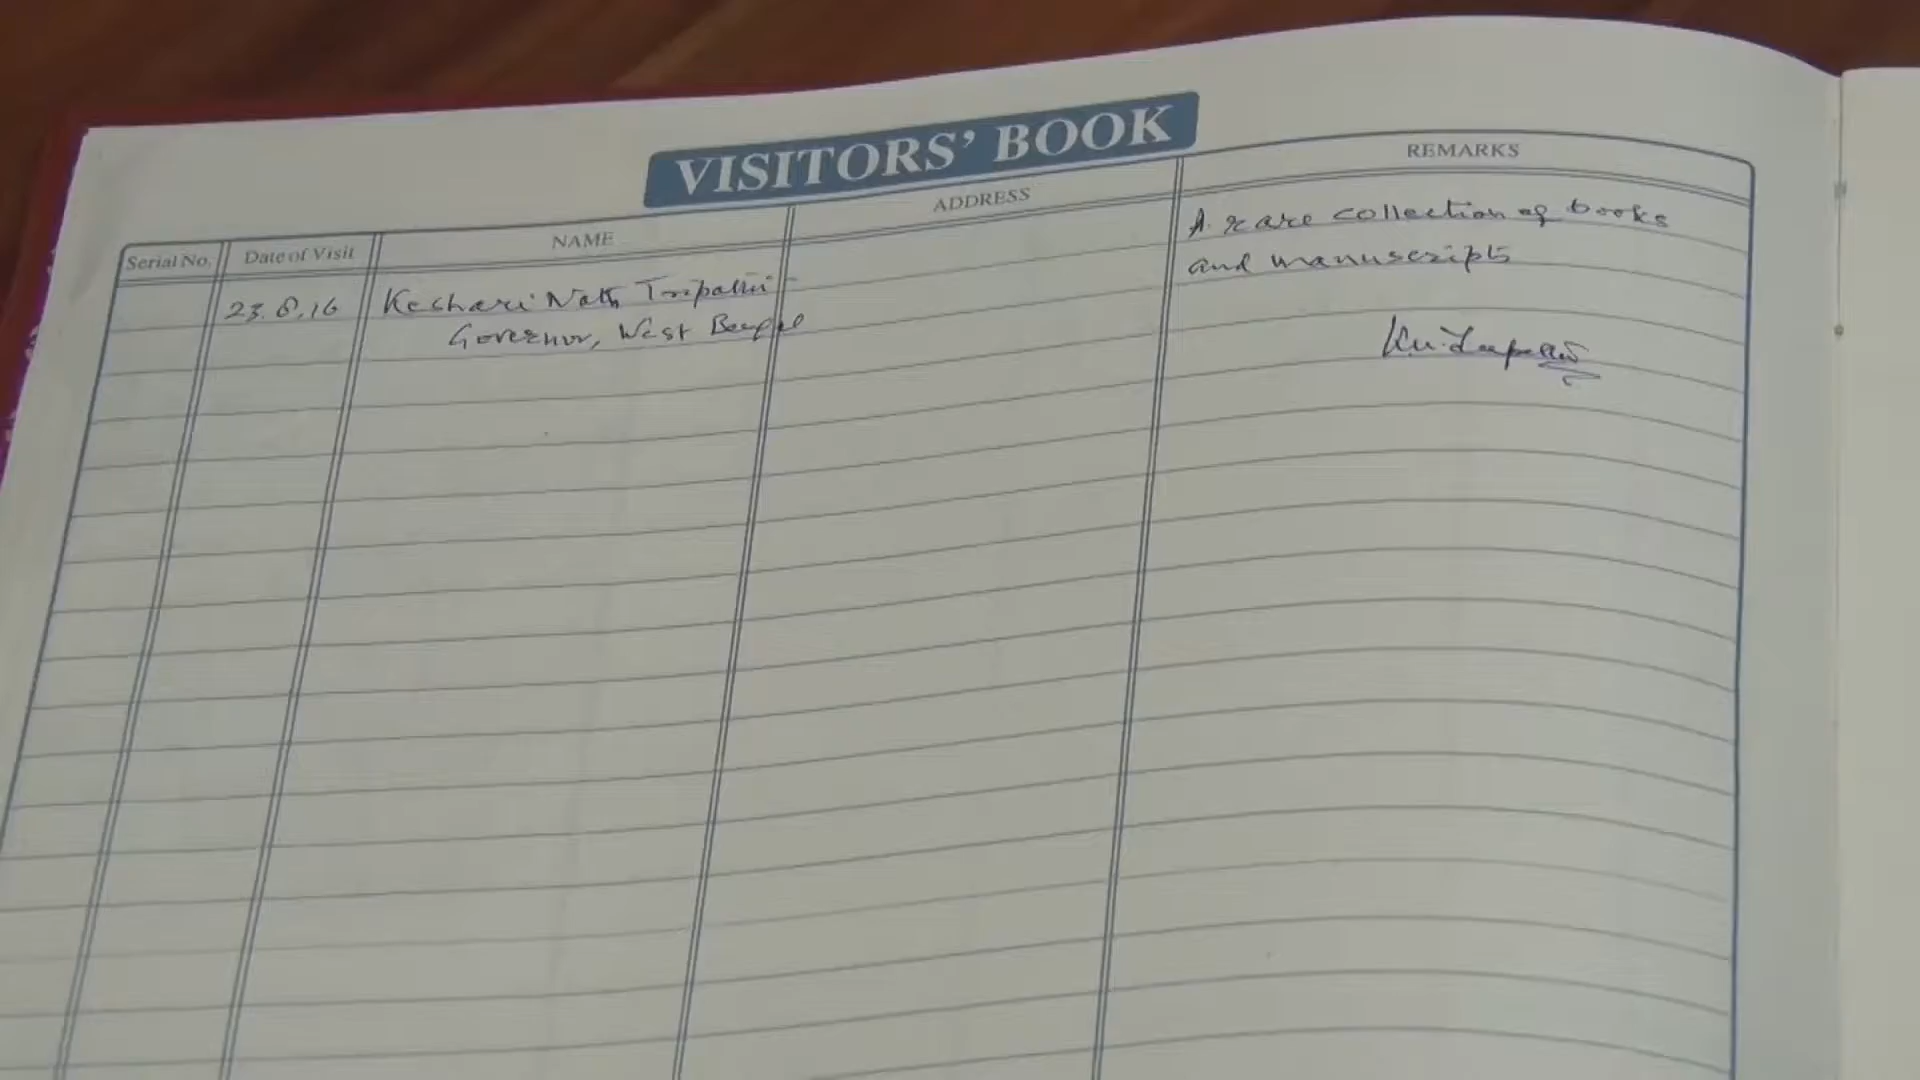 VISITORS' BOOK
Serial No. Date of Visit NAME ADDRESS REMARKS
A rare collection of books
and manuscripts
23.8.16 Keshari Nath Tripathi
Governor, West Bengal